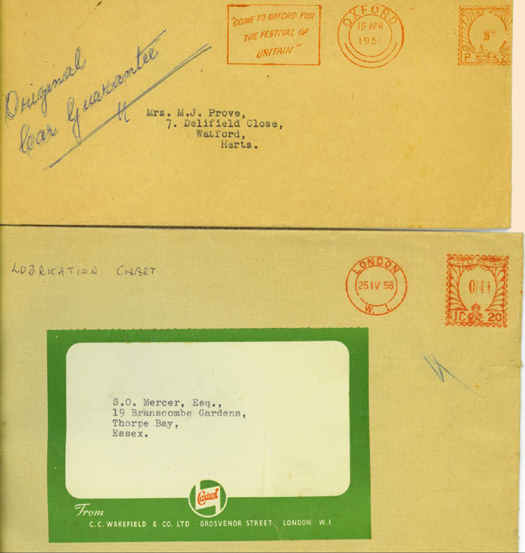 "COME TO OXFORD FOR
THE FESTIVAL OF
BRITAIN"
OXFORD
16 APR
1951
P
Original
Car Guarantee
Mrs. M.J. Prove,
7. Delifield Close,
Watford,
Herts.
LUBRICATION CHART
LONDON
25 IV 58
W. 1.
20
S.O. Mercer, Esq.,
19 Branscombe Gardens,
Thorpe Bay,
Essex.
Castrol
From
C.C. WAKEFIELD & CO. LTD · GROSVENOR STREET · LONDON · W.1